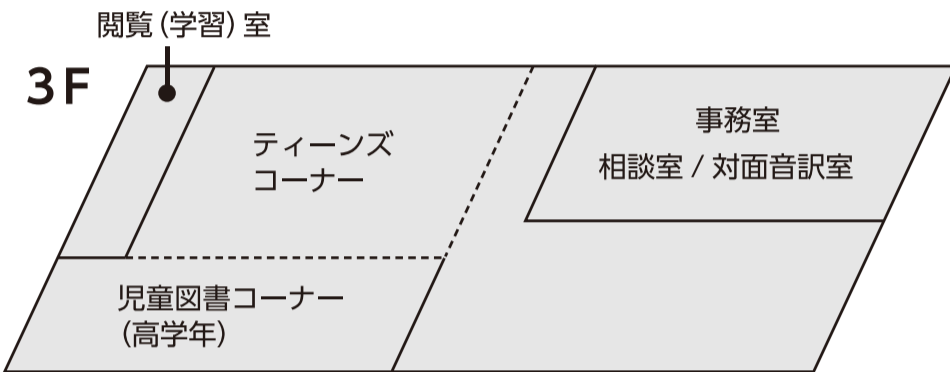 閲覧(学習)室
3F
ティーンズ
コーナー
事務室
相談室 / 対面音訳室
児童図書コーナー
(高学年)